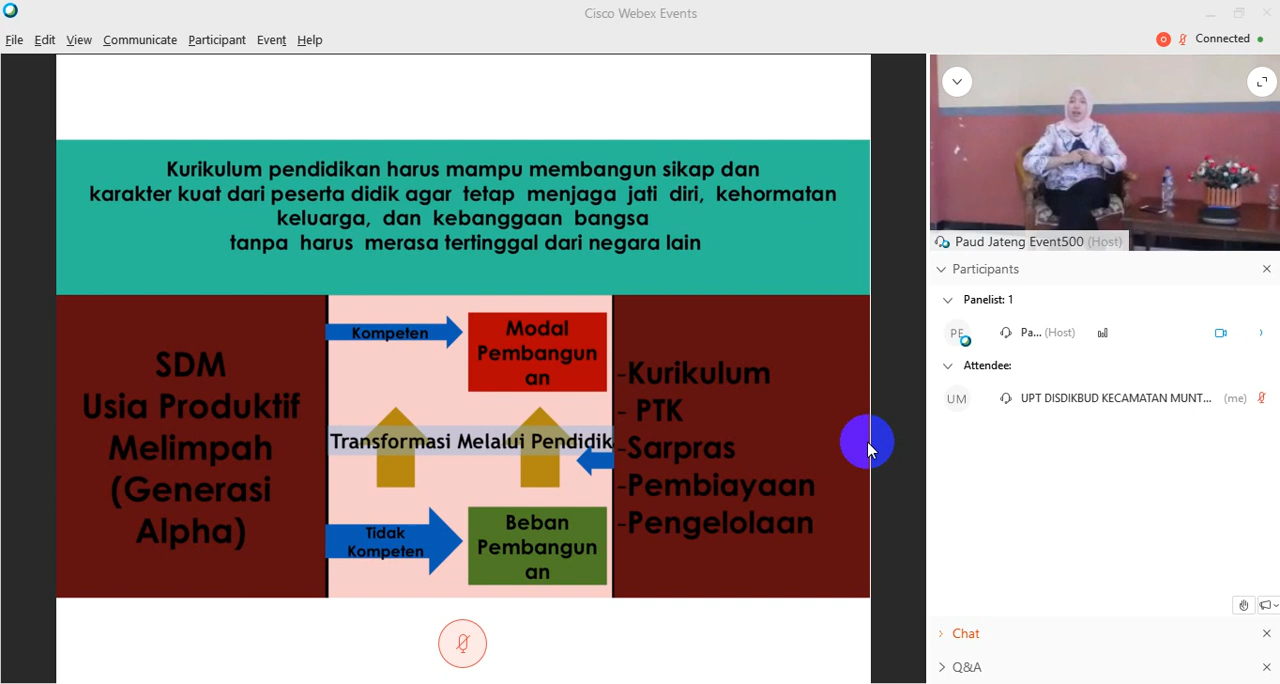 Cisco Webex Events
File Edit View Communicate Participant Event Help
Connected
Kurikulum pendidikan harus mampu membangun sikap dan
karakter kuat dari peserta didik agar tetap menjaga jati diri, kehormatan
keluarga, dan kebanggaan bangsa
tanpa harus merasa tertinggal dari negara lain
SDM
Usia Produktif
Melimpah
(Generasi
Alpha)
Kompeten
Modal
Pembangun
an
Transformasi Melalui Pendidik
Tidak
Kompeten
Beban
Pembangun
an
-Kurikulum
- PTK
-Sarpras
-Pembiayaan
-Pengelolaan
Paud Jateng Event500 (Host)
Participants
Panelist: 1
PE Pa... (Host)
Attendee:
UM UPT DISDIKBUD KECAMATAN MUNT... (me)
Chat
Q&A